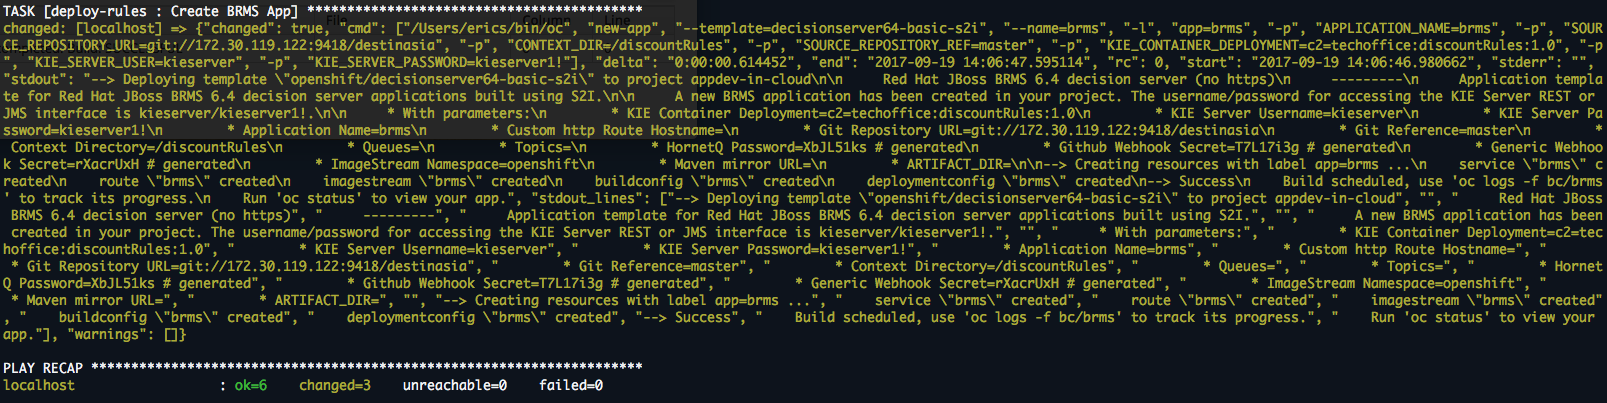 TASK [deploy-rules : Create BRMS App] ******************************************
changed: [localhost] => {"changed": true, "cmd": ["/Users/erics/bin/oc", "new-app", "--template=decisionserver64-basic-s2i", "--name=brms", "-l", "app=brms", "-p", "APPLICATION_NAME=brms", "-p", "SOUR
CE_REPOSITORY_URL=git://172.30.119.122:9418/destinasia", "-p", "CONTEXT_DIR=/discountRules", "-p", "SOURCE_REPOSITORY_REF=master", "-p", "KIE_CONTAINER_DEPLOYMENT=c2=techoffice:discountRules:1.0", "-p
", "KIE_SERVER_USER=kieserver", "-p", "KIE_SERVER_PASSWORD=kieserver1!"], "delta": "0:00:00.614452", "end": "2017-09-19 14:06:47.595114", "rc": 0, "start": "2017-09-19 14:06:46.980662", "stderr": "",
"stdout": "--> Deploying template \"openshift/decisionserver64-basic-s2i\" to project appdev-in-cloud\n\n     Red Hat JBoss BRMS 6.4 decision server (no https)\n     ---------\n     Application templa
te for Red Hat JBoss BRMS 6.4 decision server applications built using S2I.\n\n     A new BRMS application has been created in your project. The username/password for accessing the KIE Server REST or
JMS interface is kieserver/kieserver1!.\n\n     * With parameters:\n        * KIE Container Deployment=c2=techoffice:discountRules:1.0\n        * KIE Server Username=kieserver\n        * KIE Server Pa
ssword=kieserver1!\n        * Application Name=brms\n        * Custom http Route Hostname=\n        * Git Repository URL=git://172.30.119.122:9418/destinasia\n        * Git Reference=master\n        *
Context Directory=/discountRules\n        * Queues=\n        * Topics=\n        * HornetQ Password=XbJL51ks # generated\n        * Github Webhook Secret=T7L17i3g # generated\n        * Generic Webhoo
k Secret=rXacrUxH # generated\n        * ImageStream Namespace=openshift\n        * Maven mirror URL=\n        * ARTIFACT_DIR=\n\n--> Creating resources with label app=brms ...\n    service \"brms\" c
reated\n    route \"brms\" created\n    imagestream \"brms\" created\n    buildconfig \"brms\" created\n    deploymentconfig \"brms\" created\n--> Success\n    Build scheduled, use 'oc logs -f bc/brms
' to track its progress.\n    Run 'oc status' to view your app.", "stdout_lines": ["--> Deploying template \"openshift/decisionserver64-basic-s2i\" to project appdev-in-cloud", "", "     Red Hat JBoss
BRMS 6.4 decision server (no https)", "     ---------", "     Application template for Red Hat JBoss BRMS 6.4 decision server applications built using S2I.", "", "     A new BRMS application has been
created in your project. The username/password for accessing the KIE Server REST or JMS interface is kieserver/kieserver1!.", "", "     * With parameters:", "        * KIE Container Deployment=c2=tec
hoffice:discountRules:1.0", "        * KIE Server Username=kieserver", "        * KIE Server Password=kieserver1!", "        * Application Name=brms", "        * Custom http Route Hostname=", "
* Git Repository URL=git://172.30.119.122:9418/destinasia", "        * Git Reference=master", "        * Context Directory=/discountRules", "        * Queues=", "        * Topics=", "        * Hornet
Q Password=XbJL51ks # generated", "        * Github Webhook Secret=T7L17i3g # generated", "        * Generic Webhook Secret=rXacrUxH # generated", "        * ImageStream Namespace=openshift", "
* Maven mirror URL=", "        * ARTIFACT_DIR=", "", "--> Creating resources with label app=brms ...", "    service \"brms\" created", "    route \"brms\" created", "    imagestream \"brms\" created"
, "    buildconfig \"brms\" created", "    deploymentconfig \"brms\" created", "--> Success", "    Build scheduled, use 'oc logs -f bc/brms' to track its progress.", "    Run 'oc status' to view your
app."], "warnings": []}
PLAY RECAP *********************************************************************
localhost                  : ok=6    changed=3    unreachable=0    failed=0